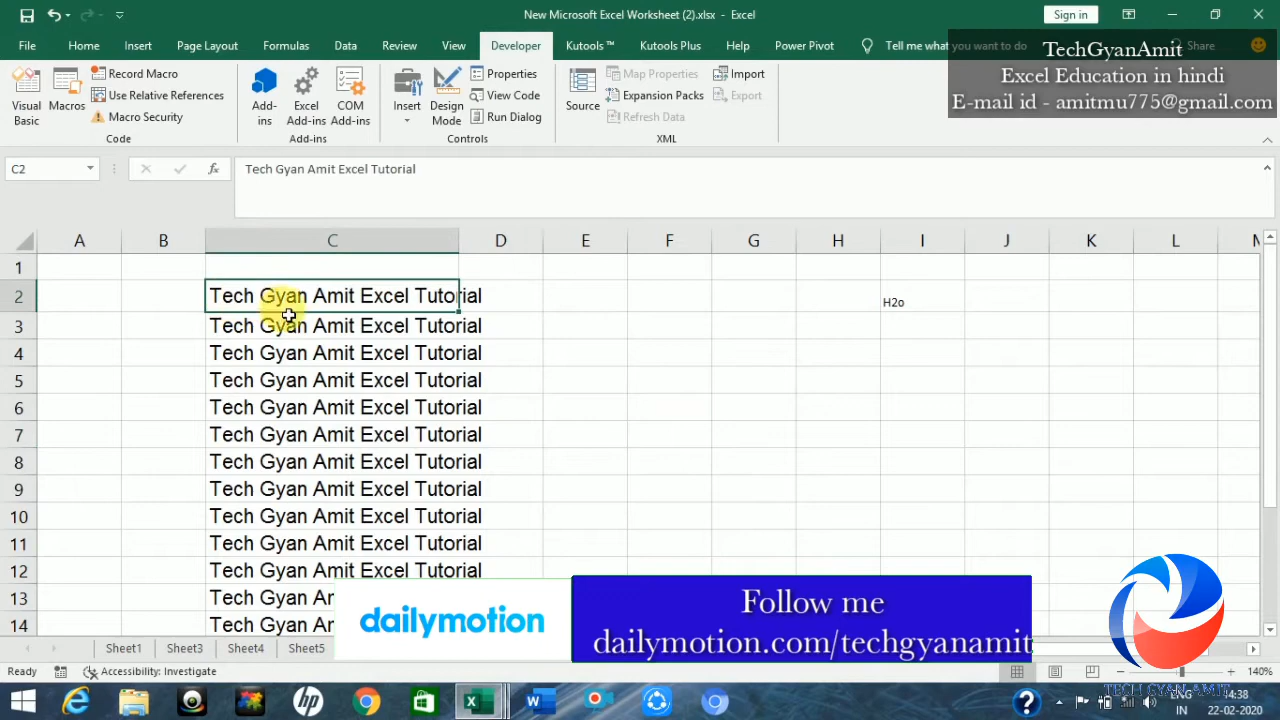 New Microsoft Excel Worksheet (2).xlsx - Excel
Sign in
File Home Insert Page Layout Formulas Data Review View Developer Kutools ™ Kutools Plus Help Power Pivot Tell me what you want to do Share
TechGyanAmit
Excel Education in hindi
E-mail id - amitmu775@gmail.com
Visual Basic
Macros
Record Macro
Use Relative References
Macro Security
Code
Add-ins
Excel Add-ins
COM Add-ins
Add-ins
Insert
Design Mode
Properties
View Code
Run Dialog
Controls
Source
Map Properties
Expansion Packs
Refresh Data
Import
Export
XML
C2
fx
Tech Gyan Amit Excel Tutorial
A B C D E F G H I J K L M
1
2 Tech Gyan Amit Excel Tutorial H2o
3 Tech Gyan Amit Excel Tutorial
4 Tech Gyan Amit Excel Tutorial
5 Tech Gyan Amit Excel Tutorial
6 Tech Gyan Amit Excel Tutorial
7 Tech Gyan Amit Excel Tutorial
8 Tech Gyan Amit Excel Tutorial
9 Tech Gyan Amit Excel Tutorial
10 Tech Gyan Amit Excel Tutorial
11 Tech Gyan Amit Excel Tutorial
12 Tech Gyan Amit Excel Tutorial
13 Tech Gyan
14 Tech Gyan
dailymotion
Follow me
dailymotion.com/techgyanamit
Sheet1 Sheet3 Sheet4 Sheet5
Ready Accessibility: Investigate 140%
TECH GYAN AMIT
IN 22-02-2020